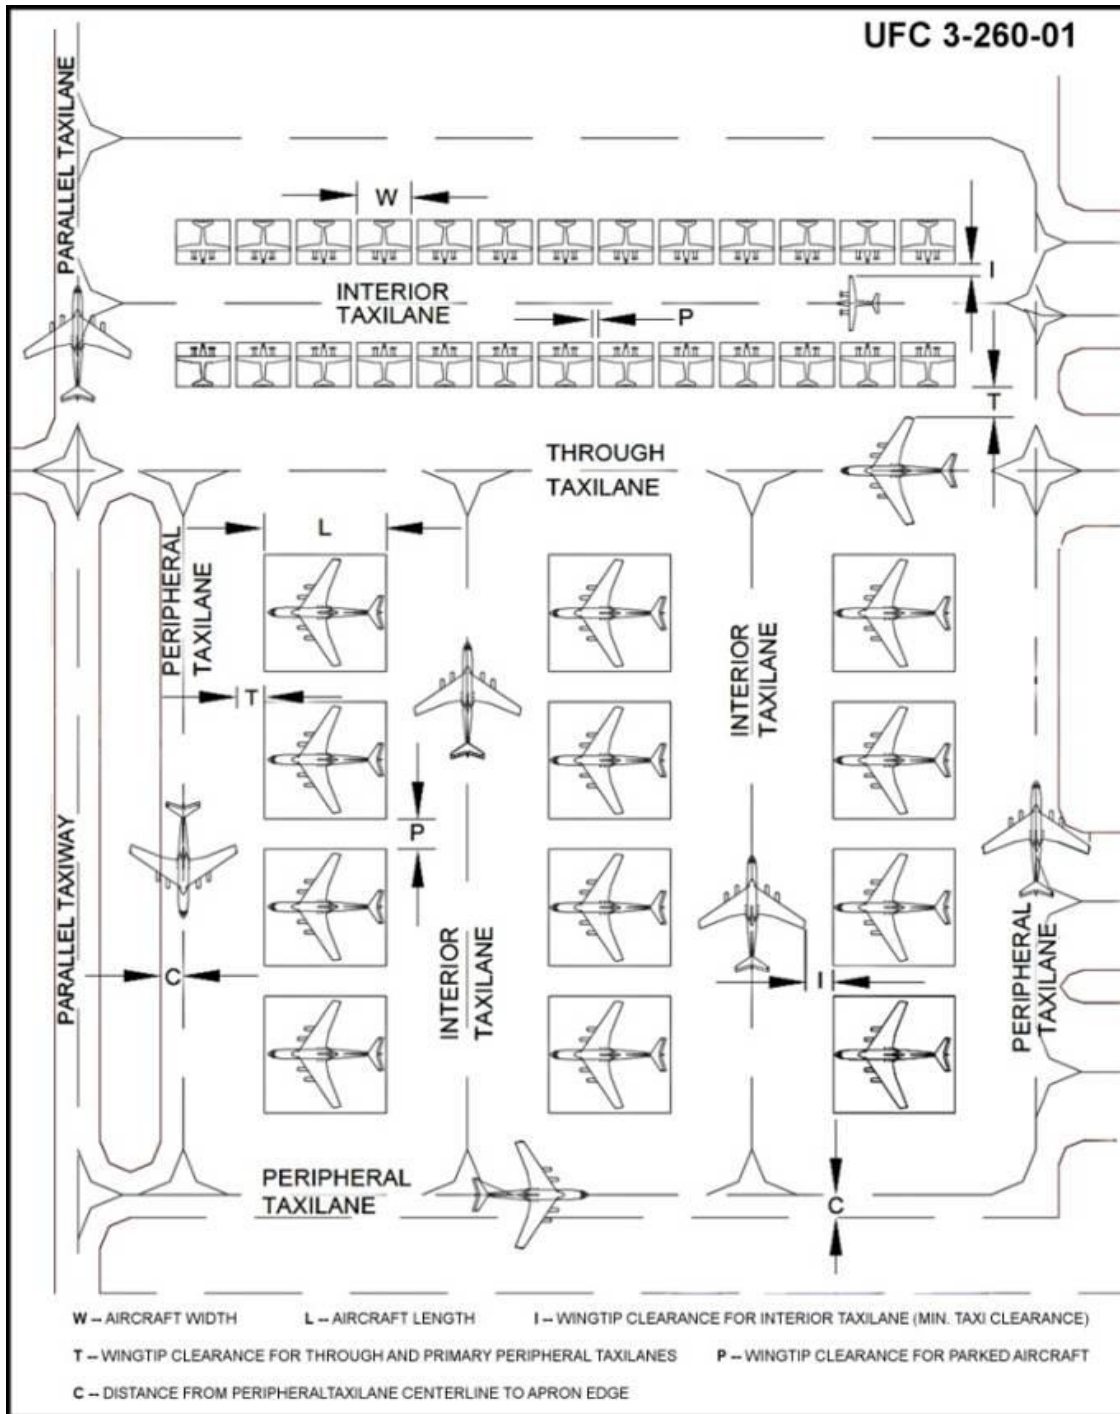 UFC 3-260-01
PARALLEL TAXILANE
W
I
INTERIOR
TAXILANE
P
T
THROUGH
TAXILANE
L
PERIPHERAL
TAXILANE
INTERIOR
TAXILANE
T
P
PARALLEL TAXIWAY
C
INTERIOR
TAXILANE
I
PERIPHERAL
TAXILANE
PERIPHERAL
TAXILANE
C
W -- AIRCRAFT WIDTH
L -- AIRCRAFT LENGTH
I -- WINGTIP CLEARANCE FOR INTERIOR TAXILANE (MIN. TAXI CLEARANCE)
T -- WINGTIP CLEARANCE FOR THROUGH AND PRIMARY PERIPHERAL TAXILANES
P -- WINGTIP CLEARANCE FOR PARKED AIRCRAFT
C -- DISTANCE FROM PERIPHERALTAXILANE CENTERLINE TO APRON EDGE